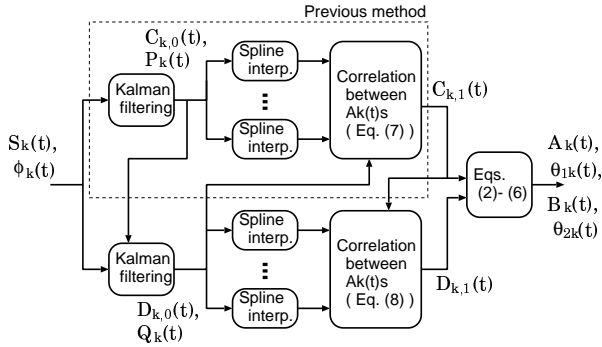 Previous method
C_{k,0}(t),
P_k(t)
Spline
interp.
Kalman
filtering
Correlation
between
Ak(t)s
( Eq. (7) )
C_{k,1}(t)
Spline
interp.
S_k(t),
ϕ_k(t)
Eqs.
(2)- (6)
A_k(t),
θ_{1k}(t),
B_k(t),
θ_{2k}(t)
Spline
interp.
Kalman
filtering
Correlation
between
Ak(t)s
( Eq. (8) )
D_{k,1}(t)
Spline
interp.
D_{k,0}(t),
Q_k(t)